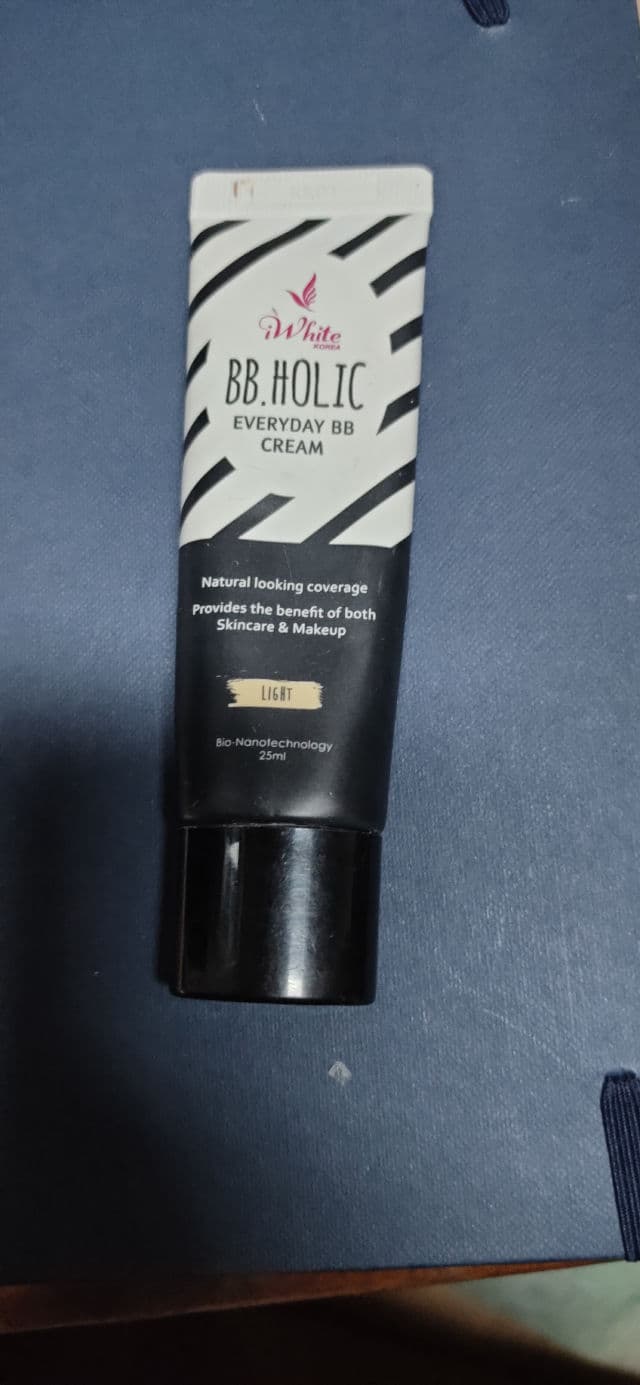 iWhite
KOREA
BB.HOLIC
EVERYDAY BB
CREAM
Natural looking coverage
Provides the benefit of both
Skincare & Makeup
LIGHT
Bio-Nanotechnology
25ml